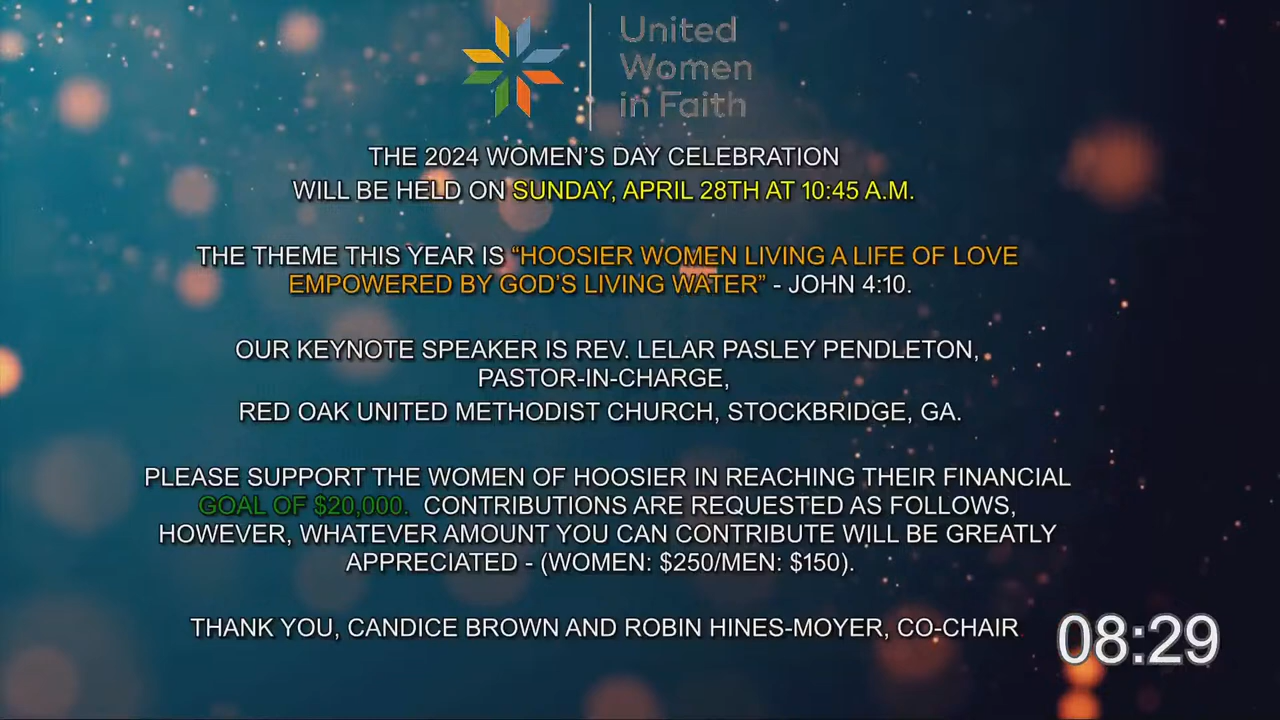 United
Women
in Faith
THE 2024 WOMEN’S DAY CELEBRATION
WILL BE HELD ON SUNDAY, APRIL 28TH AT 10:45 A.M.
THE THEME THIS YEAR IS “HOOSIER WOMEN LIVING A LIFE OF LOVE
EMPOWERED BY GOD’S LIVING WATER” - JOHN 4:10.
OUR KEYNOTE SPEAKER IS REV. LELAR PASLEY PENDLETON,
PASTOR-IN-CHARGE,
RED OAK UNITED METHODIST CHURCH, STOCKBRIDGE, GA.
PLEASE SUPPORT THE WOMEN OF HOOSIER IN REACHING THEIR FINANCIAL
GOAL OF $20,000. CONTRIBUTIONS ARE REQUESTED AS FOLLOWS,
HOWEVER, WHATEVER AMOUNT YOU CAN CONTRIBUTE WILL BE GREATLY
APPRECIATED - (WOMEN: $250/MEN: $150).
THANK YOU, CANDICE BROWN AND ROBIN HINES-MOYER, CO-CHAIR
08:29